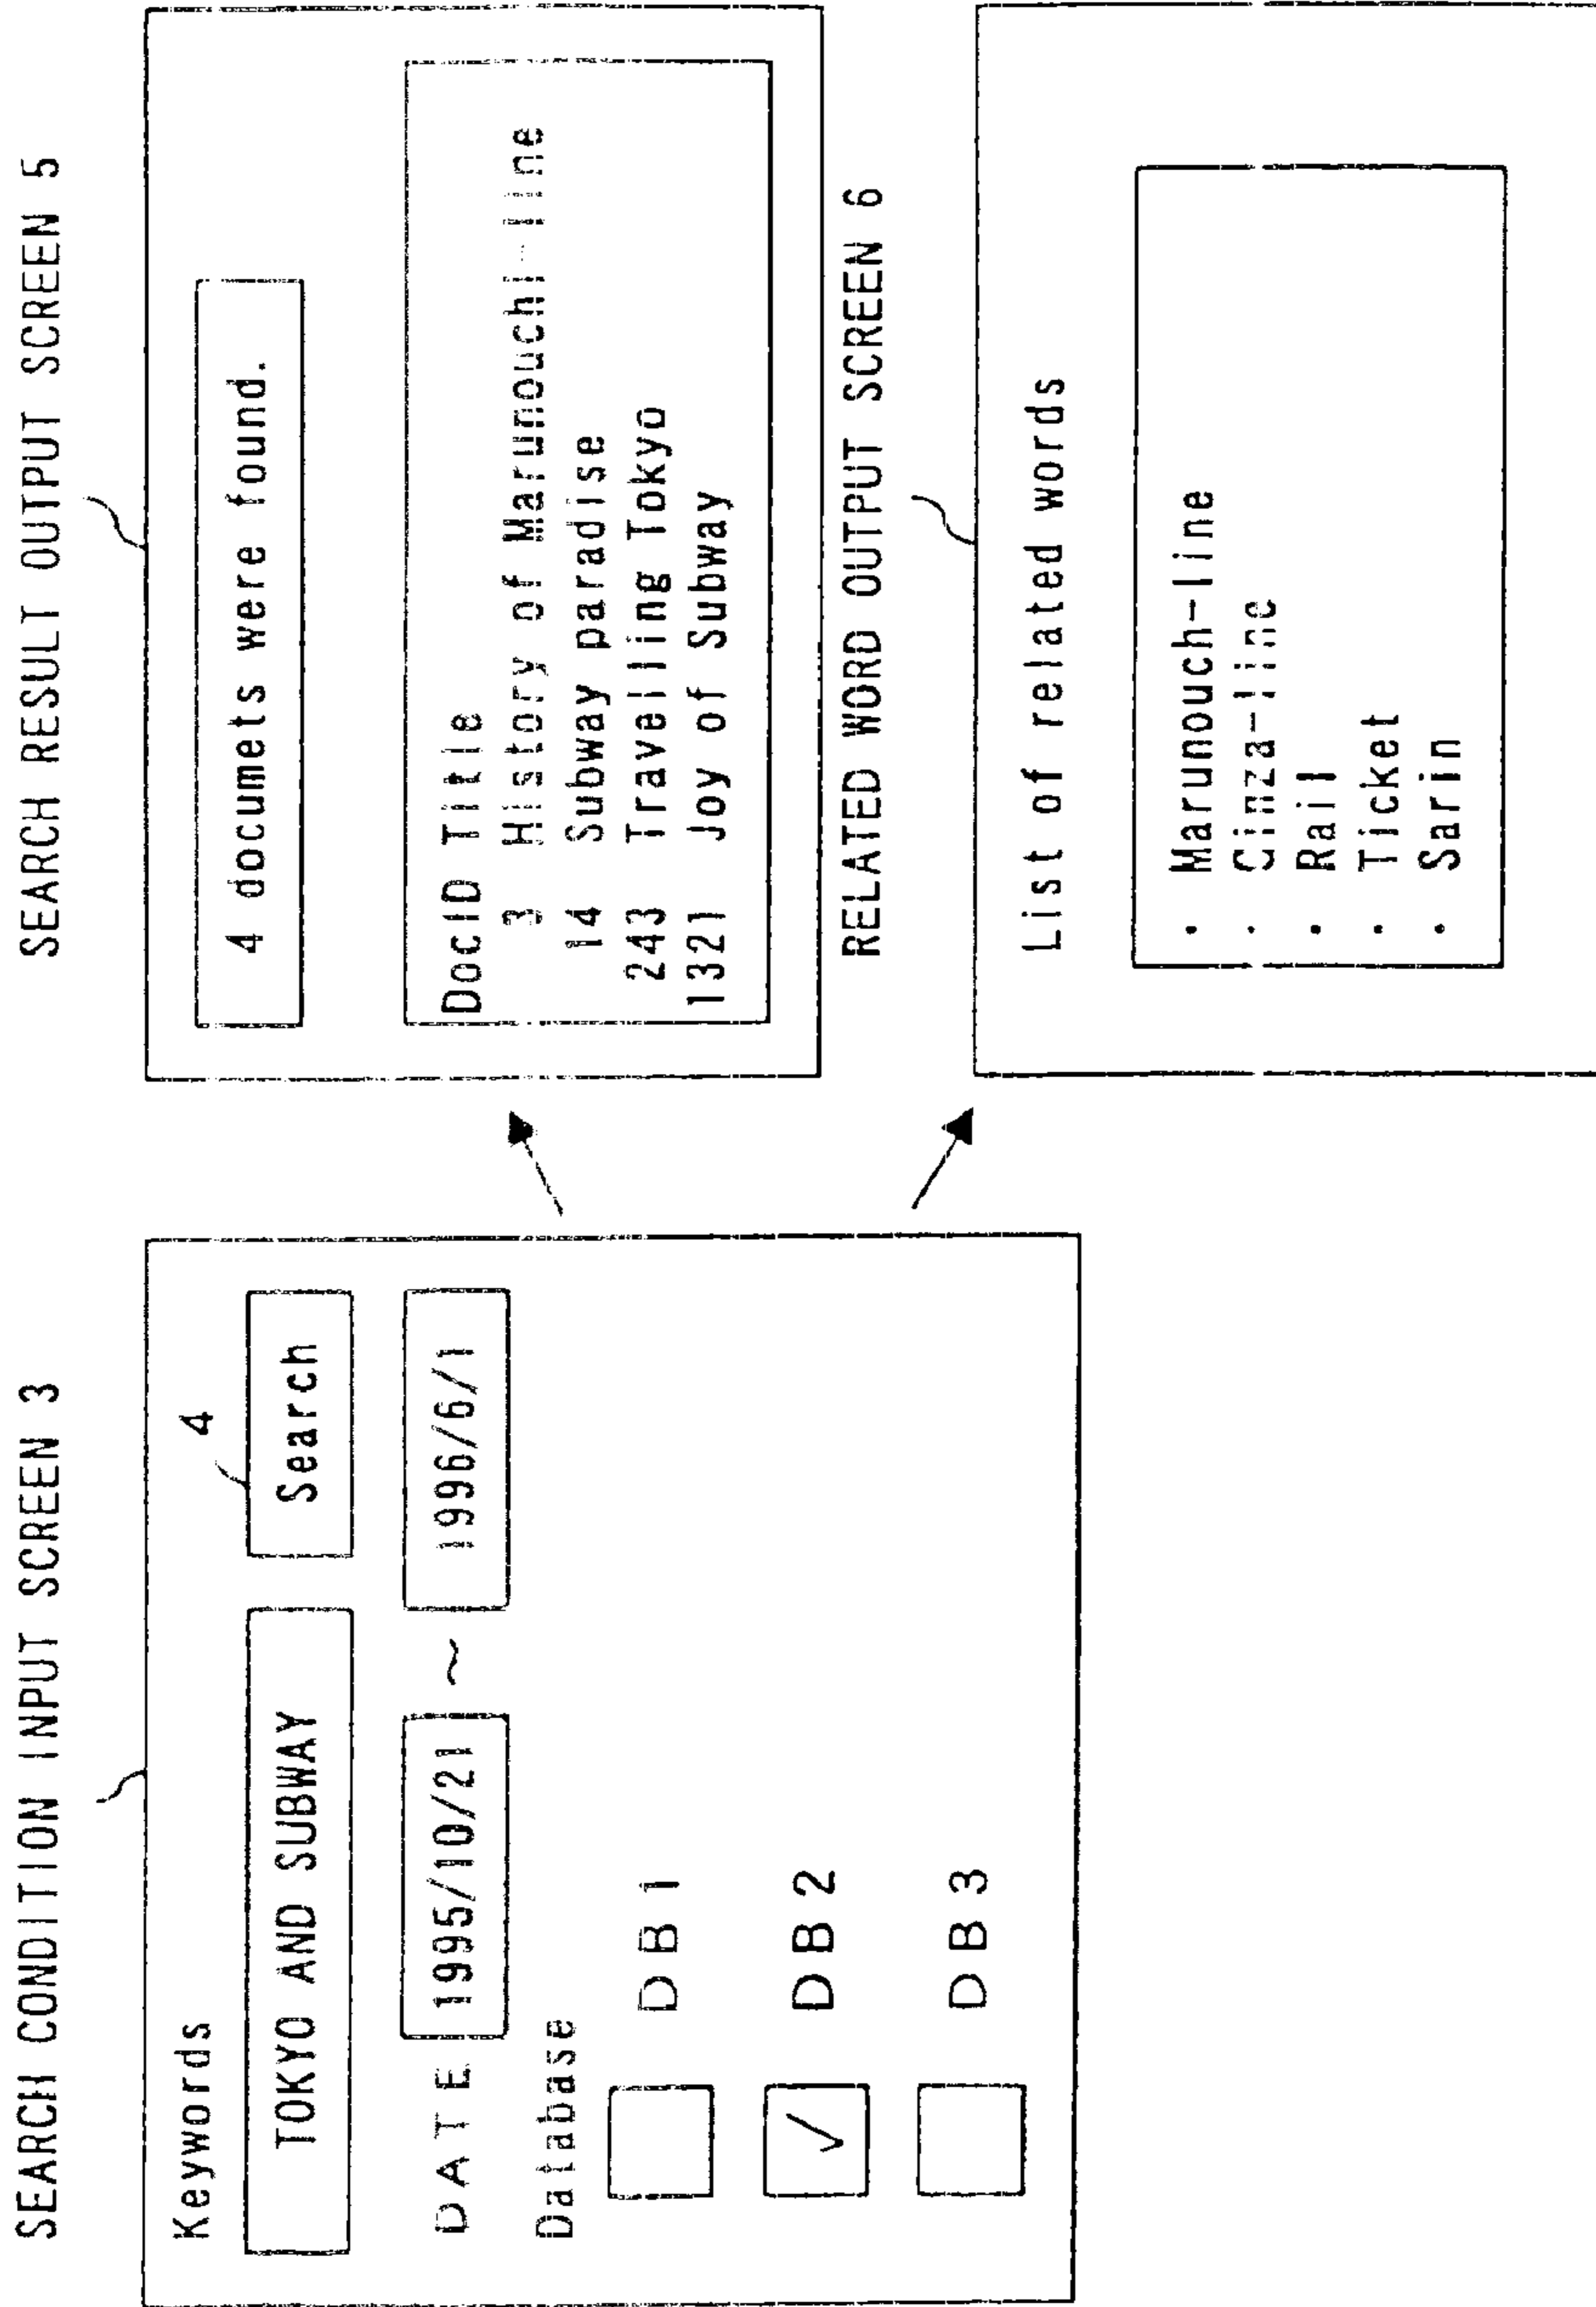 SEARCH CONDITION INPUT SCREEN 3
Keywords
4
TOKYO AND SUBWAY
Search
DATE 1995/10/21 ~ 1996/6/1
Database
DB1
✓ DB2
DB3
SEARCH RESULT OUTPUT SCREEN 5
4 documets were found.
DocID Title
3 History of Marunouchi-line
14 Subway paradise
243 Travelling Tokyo
1321 Joy of Subway
RELATED WORD OUTPUT SCREEN 6
List of related words
· Marunouch-line
· Ginza-line
· Rail
· Ticket
· Sarin